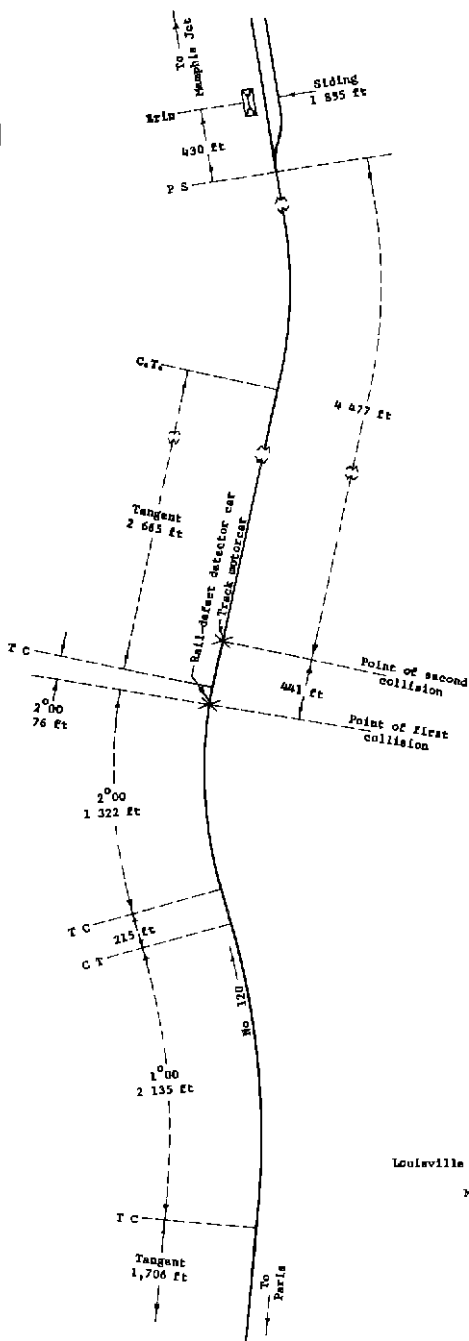 To
Memphis Jct
Siding
1 855 ft
Erin
430 ft
P S
C.T.
4 477 ft
Tangent
2 665 ft
Rail-defect detector car
Track motorcar
T C
Point of second
collision
441 ft
2°00
76 ft
Point of first
collision
2°00
1 322 ft
T C
215 ft
C T
No 120
1°00
2 135 ft
Louisville
T C
Tangent
1,706 ft
To
Paris